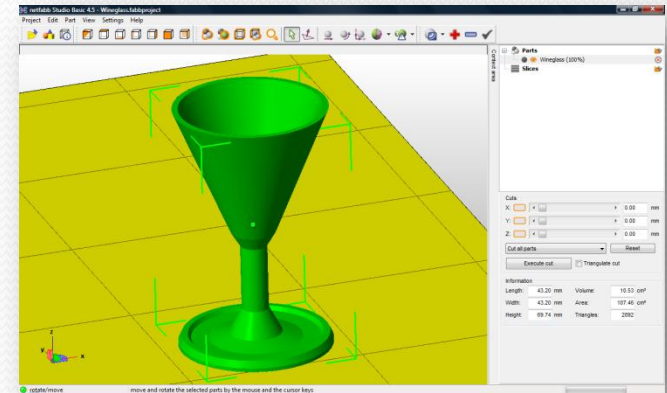 netfabb Studio Basic 4.5 - Wineglass.fabbproject
Project Edit Part View Settings Help
Context area
Parts
Wineglass (100%)
Slices
Cuts
X: 0.00 mm
Y: 0.00 mm
Z: 0.00 mm
Cut all parts Reset
Execute cut Triangulate cut
Information
Length: 43.20 mm Volume: 10.53 cm³
Width: 43.20 mm Area: 107.46 cm²
Height: 69.74 mm Triangles: 2892
z
y
x
rotate/move move and rotate the selected parts by the mouse and the cursor keys